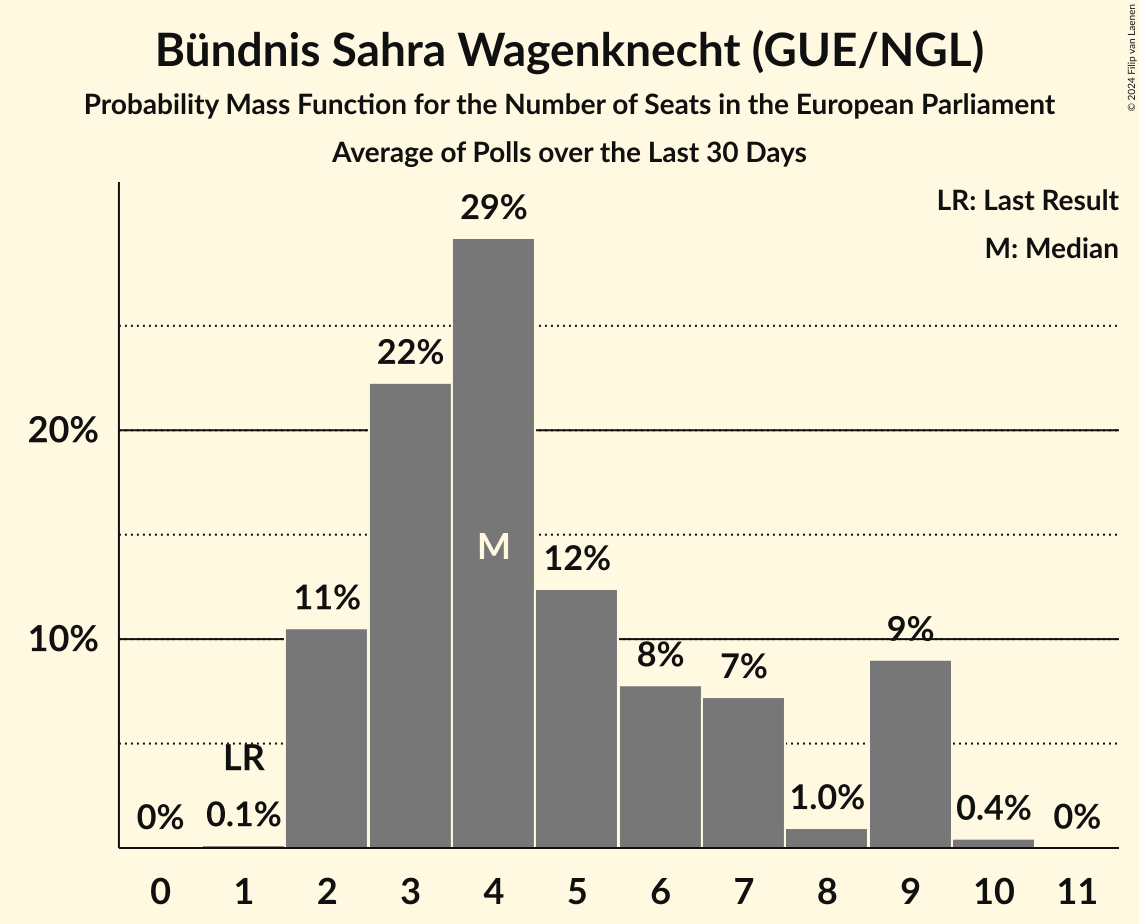 Bündnis Sahra Wagenknecht (GUE/NGL)
Probability Mass Function for the Number of Seats in the European Parliament
Average of Polls over the Last 30 Days
© 2024 Filip van Laenen
LR: Last Result
M: Median
29%
22%
20%
M
12%
11%
10%
9%
8%
7%
LR
0%
0.1%
1.0%
0.4%
0%
0 1 2 3 4 5 6 7 8 9 10 11